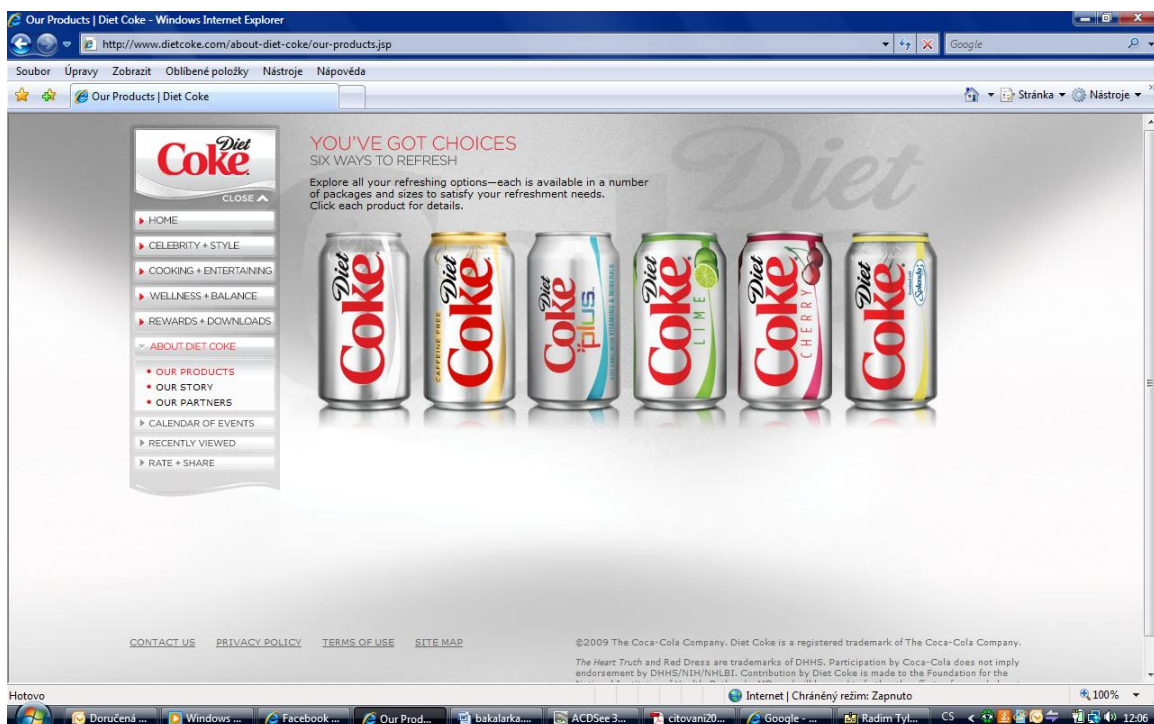 Our Products | Diet Coke - Windows Internet Explorer
http://www.dietcoke.com/about-diet-coke/our-products.jsp
Google
Soubor Úpravy Zobrazit Oblíbené položky Nástroje Nápověda
Our Products | Diet Coke
Stránka
Nástroje
Diet
Coke
CLOSE
HOME
CELEBRITY + STYLE
COOKING + ENTERTAINING
WELLNESS + BALANCE
REWARDS + DOWNLOADS
ABOUT DIET COKE
OUR PRODUCTS
OUR STORY
OUR PARTNERS
CALENDAR OF EVENTS
RECENTLY VIEWED
RATE + SHARE
YOU'VE GOT CHOICES
SIX WAYS TO REFRESH
Explore all your refreshing options—each is available in a number
of packages and sizes to satisfy your refreshment needs.
Click each product for details.
Diet
Diet Coke
CAFFEINE FREE
Diet Coke
Diet Coke plus
Diet Coke
LIME
Diet Coke
CHERRY
Diet Coke
Splenda
CONTACT US PRIVACY POLICY TERMS OF USE SITE MAP
©2009 The Coca-Cola Company. Diet Coke is a registered trademark of The Coca-Cola Company.
The Heart Truth and Red Dress are trademarks of DHHS. Participation by Coca-Cola does not imply
endorsement by DHHS/NIH/NHLBI. Contribution by Diet Coke is made to the Foundation for the
Hotovo
Internet | Chráněný režim: Zapnuto
100%
Doručená ...
Windows ...
Facebook ...
Our Prod...
bakalarka....
ACDSee 3...
citovani20...
Google - ...
Radim Tyl...
CS
12:06